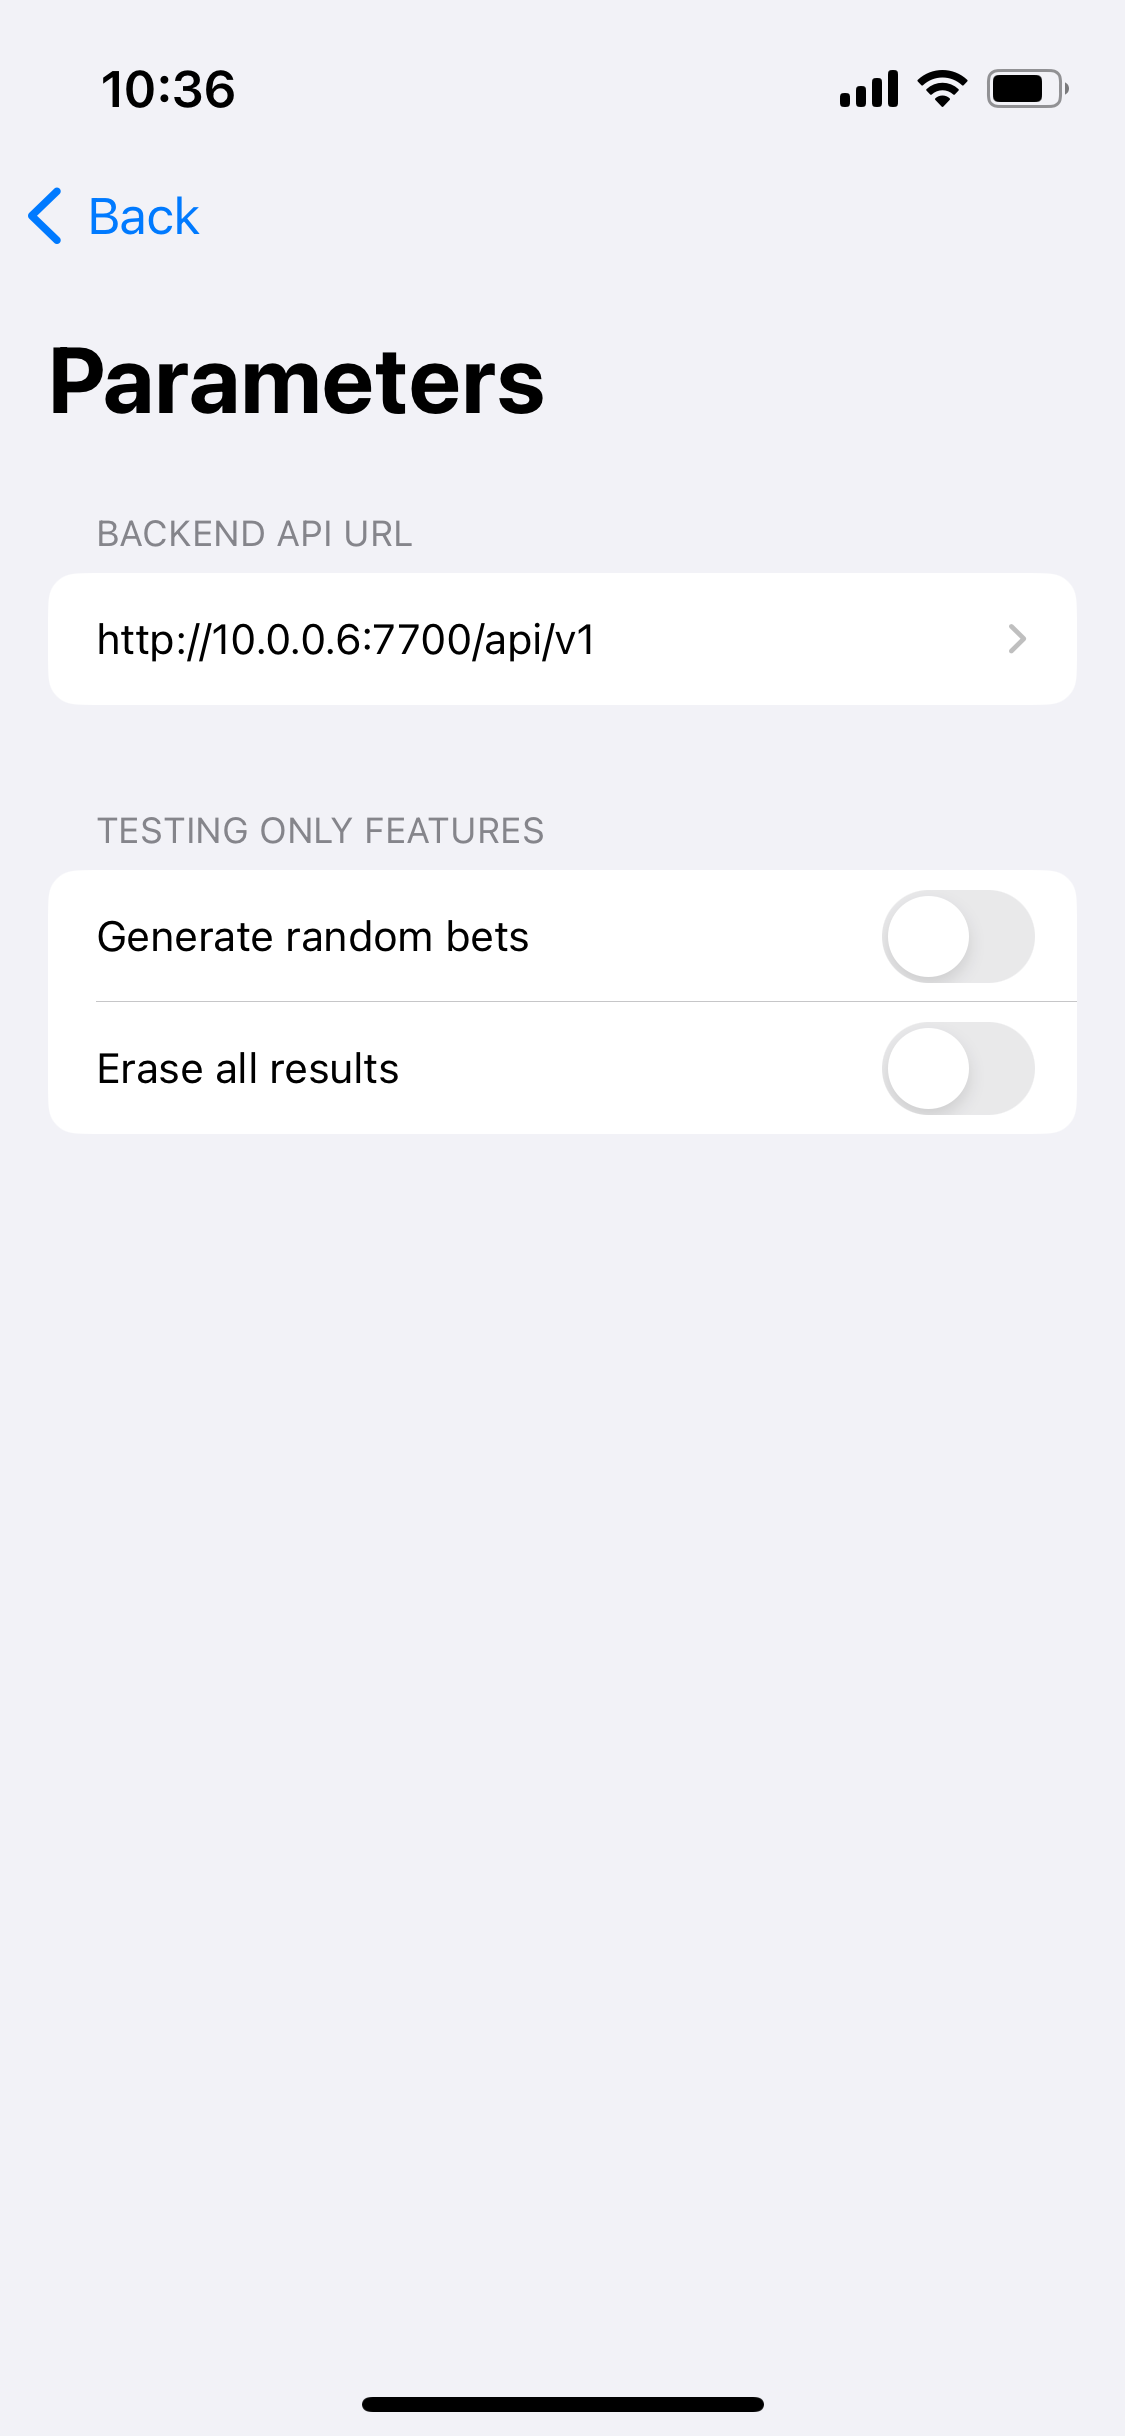 10:36
Back
Parameters
BACKEND API URL
http://10.0.0.6:7700/api/v1
TESTING ONLY FEATURES
Generate random bets
Erase all results